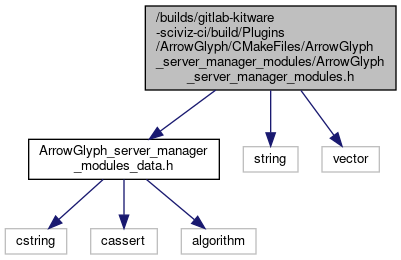 /builds/gitlab-kitware
-sciviz-ci/build/Plugins
/ArrowGlyph/CMakeFiles/ArrowGlyph
_server_manager_modules/ArrowGlyph
_server_manager_modules.h
ArrowGlyph_server_manager
_modules_data.h
string
vector
cstring
cassert
algorithm